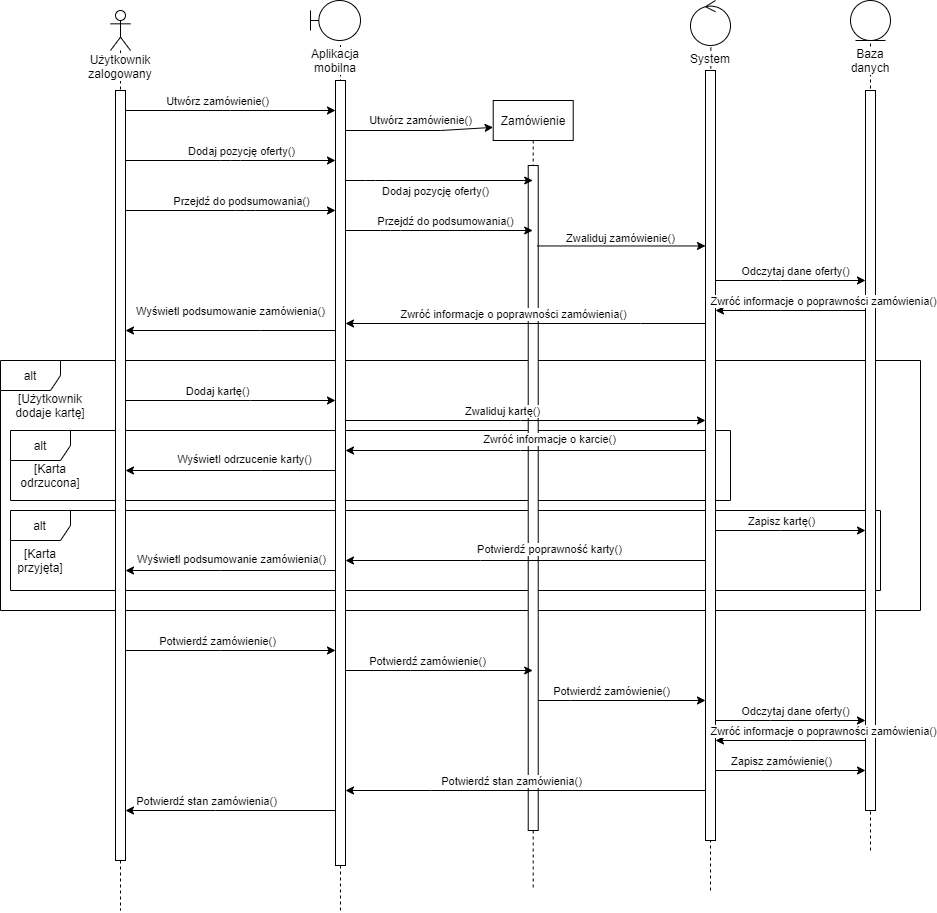 Użytkownik
zalogowany
Aplikacja
mobilna
System
Baza
danych
Utwórz zamówienie()
Utwórz zamówienie()
Zamówienie
Dodaj pozycję oferty()
Dodaj pozycję oferty()
Przejdź do podsumowania()
Przejdź do podsumowania()
Zwaliduj zamówienie()
Odczytaj dane oferty()
Zwróć informacje o poprawności zamówienia()
Zwróć informacje o poprawności zamówienia()
Wyświetl podsumowanie zamówienia()
alt
[Użytkownik
dodaje kartę]
Dodaj kartę()
Zwaliduj kartę()
alt
[Karta
odrzucona]
Zwróć informacje o karcie()
Wyświetl odrzucenie karty()
alt
[Karta
przyjęta]
Zapisz kartę()
Potwierdź poprawność karty()
Wyświetl podsumowanie zamówienia()
Potwierdź zamówienie()
Potwierdź zamówienie()
Potwierdź zamówienie()
Odczytaj dane oferty()
Zwróć informacje o poprawności zamówienia()
Zapisz zamówienie()
Potwierdź stan zamówienia()
Potwierdź stan zamówienia()